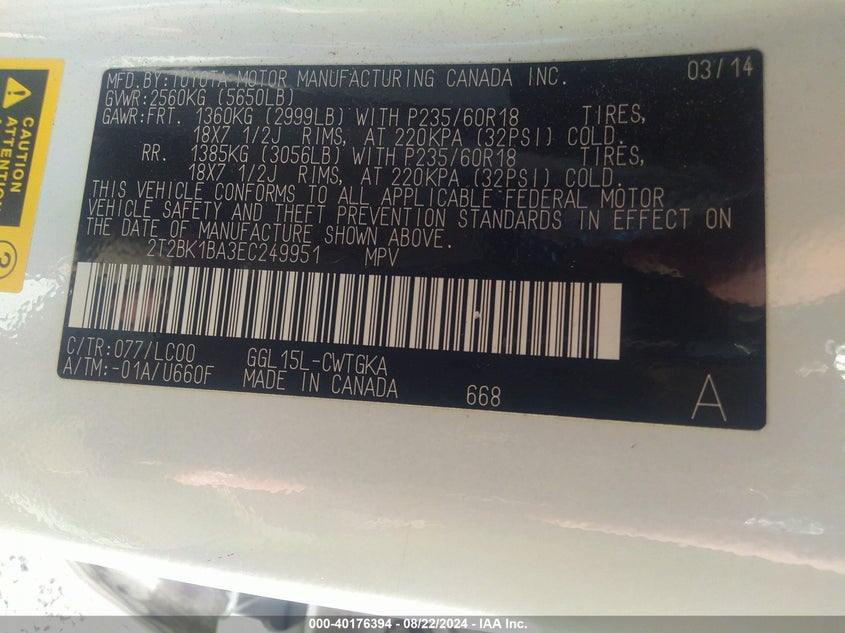 CAUTION
ATTENTION
MFD.BY:TOYOTA MOTOR MANUFACTURING CANADA INC. 03/14
GVWR:2560KG (5650LB)
GAWR:FRT. 1360KG (2999LB) WITH P235/60R18 TIRES,
18X7 1/2J RIMS, AT 220KPA (32PSI) COLD.
RR. 1385KG (3056LB) WITH P235/60R18 TIRES,
18X7 1/2J RIMS, AT 220KPA (32PSI) COLD.
THIS VEHICLE CONFORMS TO ALL APPLICABLE FEDERAL MOTOR
VEHICLE SAFETY AND THEFT PREVENTION STANDARDS IN EFFECT ON
THE DATE OF MANUFACTURE SHOWN ABOVE.
2T2BK1BA3EC249951 MPV
C/TR:077/LC00 GGL15L-CWTGKA
A/TM:-01A/U660F MADE IN CANADA 668 A
000-40176394 - 08/22/2024 - IAA Inc.